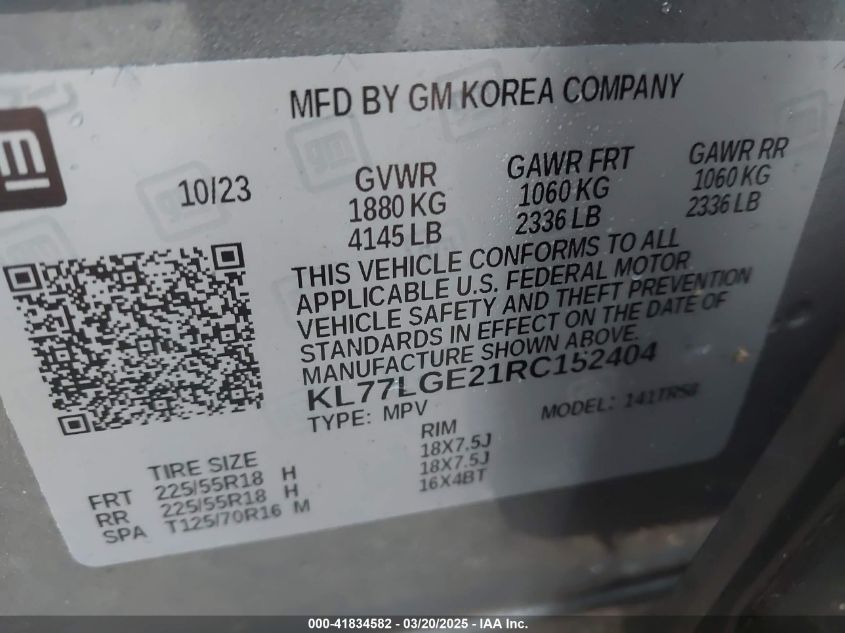 MFD BY GM KOREA COMPANY
10/23
GVWR
1880 KG
4145 LB
GAWR FRT
1060 KG
2336 LB
GAWR RR
1060 KG
2336 LB
THIS VEHICLE CONFORMS TO ALL
APPLICABLE U.S. FEDERAL MOTOR
VEHICLE SAFETY AND THEFT PREVENTION
STANDARDS IN EFFECT ON THE DATE OF
MANUFACTURE SHOWN ABOVE.
KL77LGE21RC152404
TYPE: MPV
MODEL: 141TR58
TIRE SIZE
RIM
FRT 225/55R18 H 18X7.5J
RR 225/55R18 H 18X7.5J
SPA T125/70R16 M 16X4BT
000-41834582 - 03/20/2025 - IAA Inc.